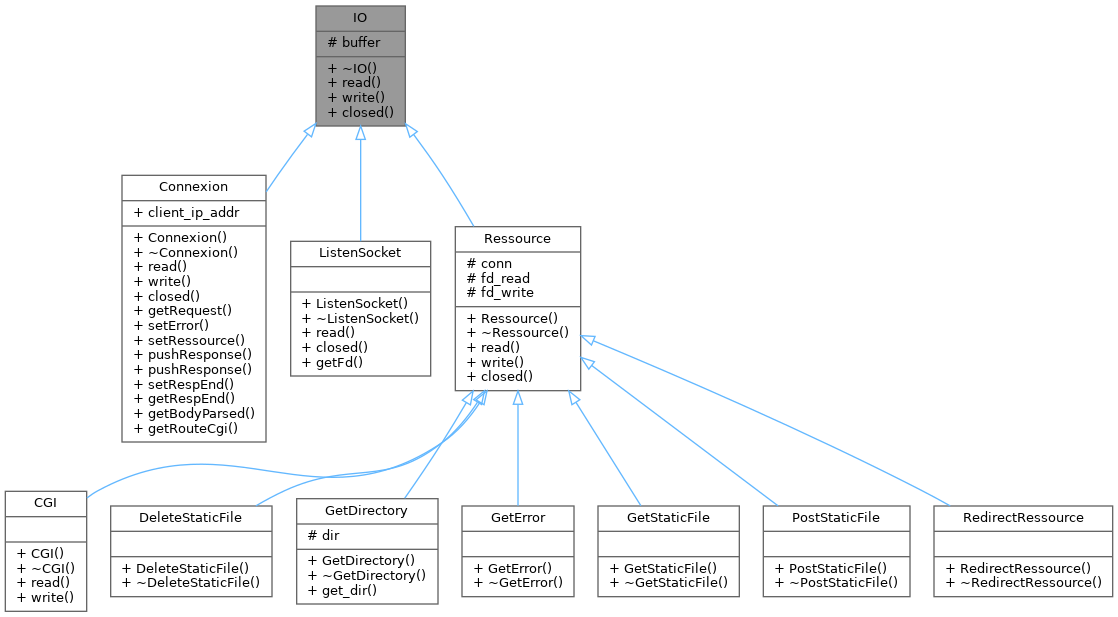 IO
# buffer
+ ~IO()
+ read()
+ write()
+ closed()
Connexion
+ client_ip_addr
+ Connexion()
+ ~Connexion()
+ read()
+ write()
+ closed()
+ getRequest()
+ setError()
+ setRessource()
+ pushResponse()
+ pushResponse()
+ setRespEnd()
+ getRespEnd()
+ getBodyParsed()
+ getRouteCgi()
ListenSocket
+ ListenSocket()
+ ~ListenSocket()
+ read()
+ closed()
+ getFd()
Ressource
# conn
# fd_read
# fd_write
+ Ressource()
+ ~Ressource()
+ read()
+ write()
+ closed()
CGI
+ CGI()
+ ~CGI()
+ read()
+ write()
DeleteStaticFile
+ DeleteStaticFile()
+ ~DeleteStaticFile()
GetDirectory
# dir
+ GetDirectory()
+ ~GetDirectory()
+ get_dir()
GetError
+ GetError()
+ ~GetError()
GetStaticFile
+ GetStaticFile()
+ ~GetStaticFile()
PostStaticFile
+ PostStaticFile()
+ ~PostStaticFile()
RedirectRessource
+ RedirectRessource()
+ ~RedirectRessource()